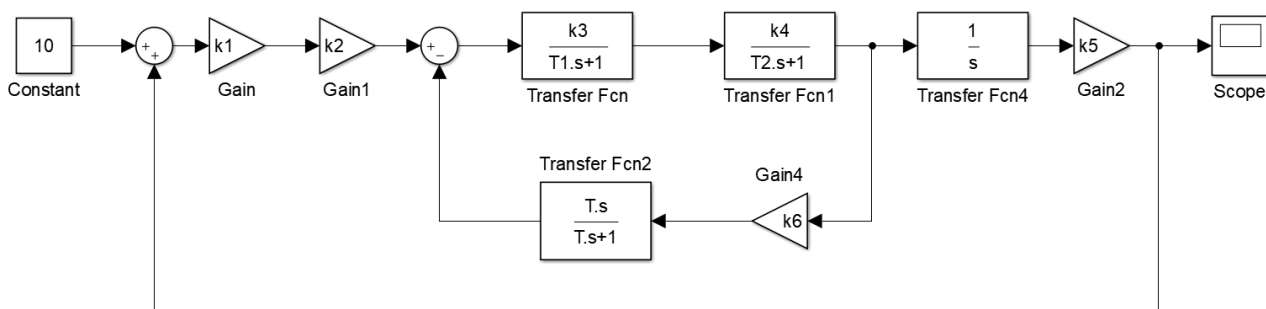 10
Constant
+
+
k1
Gain
k2
Gain1
+
−
k3
T1.s+1
Transfer Fcn
k4
T2.s+1
Transfer Fcn1
1
s
Transfer Fcn4
k5
Gain2
Scope
Transfer Fcn2
T.s
T.s+1
Gain4
k6